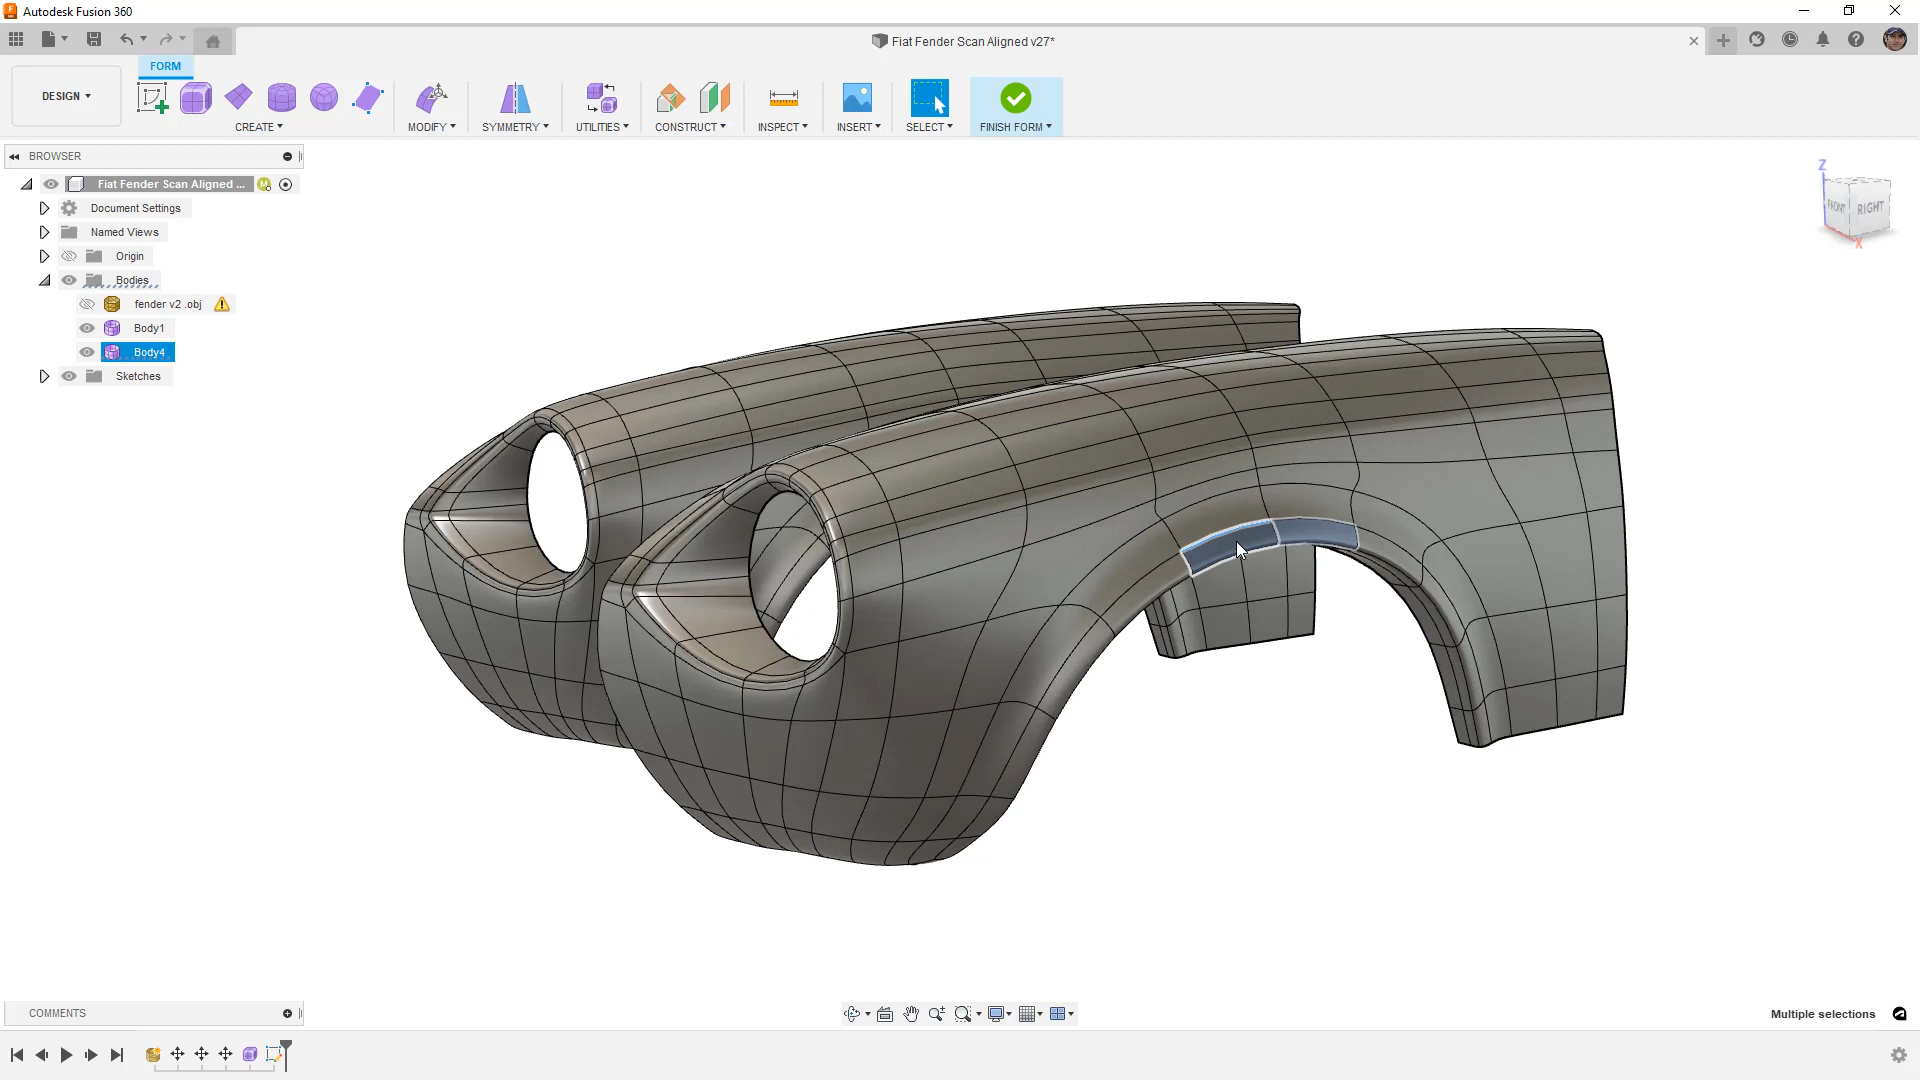 Autodesk Fusion 360
Fiat Fender Scan Aligned v27*
FORM
DESIGN
CREATE
MODIFY
SYMMETRY
UTILITIES
CONSTRUCT
INSPECT
INSERT
SELECT
FINISH FORM
BROWSER
Fiat Fender Scan Aligned ...
Document Settings
Named Views
Origin
Bodies
fender v2 .obj
Body1
Body4
Sketches
Z
FRONT
RIGHT
X
COMMENTS
Multiple selections